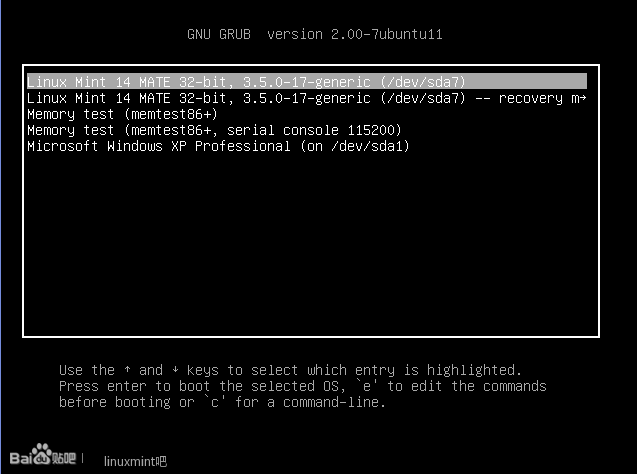 GNU GRUB version 2.00-7ubuntu11
Linux Mint 14 MATE 32-bit, 3.5.0-17-generic (/dev/sda7)
Linux Mint 14 MATE 32-bit, 3.5.0-17-generic (/dev/sda7) -- recovery m→
Memory test (memtest86+)
Memory test (memtest86+, serial console 115200)
Microsoft Windows XP Professional (on /dev/sda1)
Use the ↑ and ↓ keys to select which entry is highlighted.
Press enter to boot the selected OS, `e' to edit the commands
before booting or `c' for a command-line.
Bai du 贴吧 | linuxmint吧